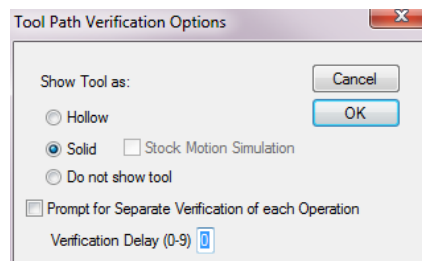 Tool Path Verification Options
Show Tool as:
Cancel
Hollow
OK
Solid Stock Motion Simulation
Do not show tool
Prompt for Separate Verification of each Operation
Verification Delay (0-9) 0